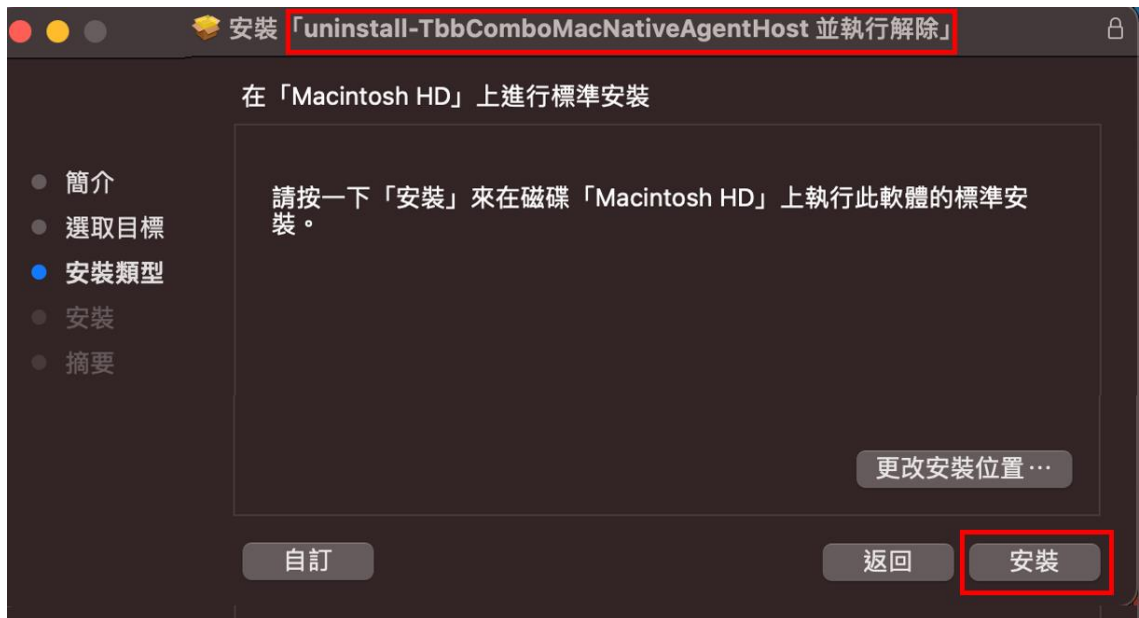 安裝「uninstall-TbbComboMacNativeAgentHost 並執行解除」
在「Macintosh HD」上進行標準安裝
簡介
選取目標
安裝類型
安裝
摘要
請按一下「安裝」來在磁碟「Macintosh HD」上執行此軟體的標準安
裝。
更改安裝位置…
自訂
返回
安裝